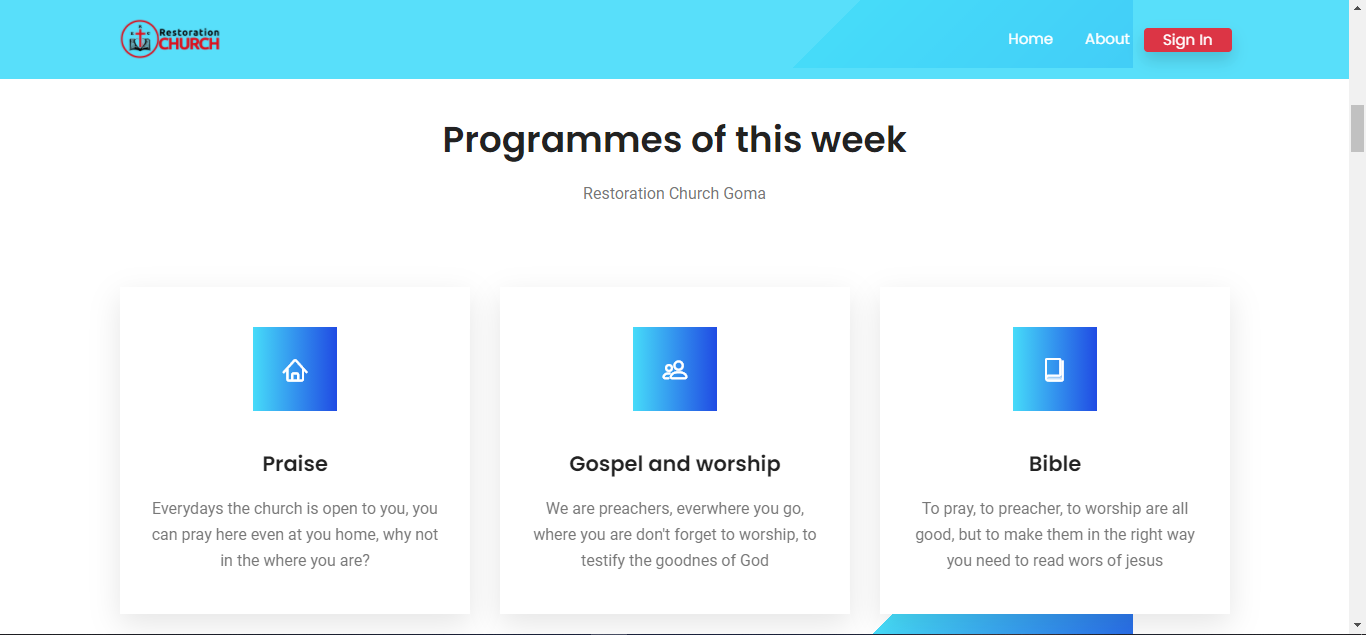 Restoration
CHURCH
Home About Sign In
Programmes of this week
Restoration Church Goma
Praise
Everydays the church is open to you, you
can pray here even at you home, why not
in the where you are?
Gospel and worship
We are preachers, everwhere you go,
where you are don't forget to worship, to
testify the goodnes of God
Bible
To pray, to preacher, to worship are all
good, but to make them in the right way
you need to read wors of jesus